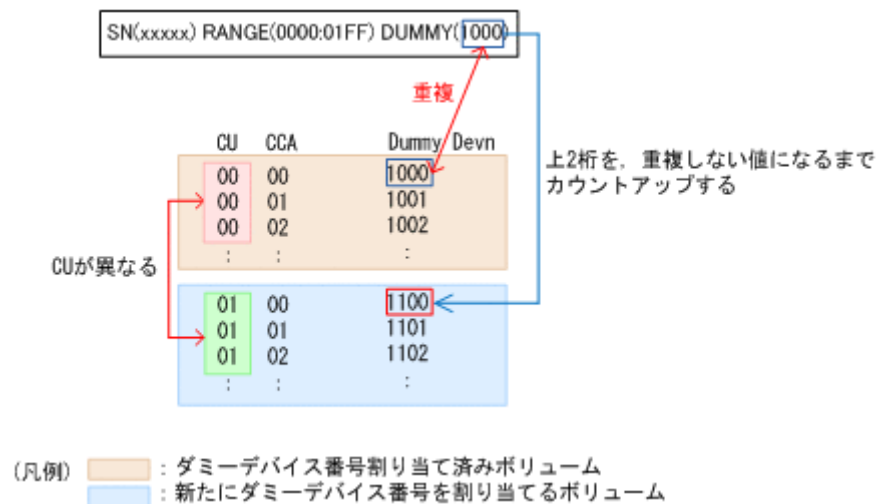 SN(xxxxx) RANGE(0000:01FF) DUMMY(1000)
重複
CU CCA Dummy Devn
00 00 1000
00 01 1001
00 02 1002
: : :
上2桁を，重複しない値になるまで
カウントアップする
CUが異なる
01 00 1100
01 01 1101
01 02 1102
: : :
(凡例) : ダミーデバイス番号割り当て済みボリューム
: 新たにダミーデバイス番号を割り当てるボリューム